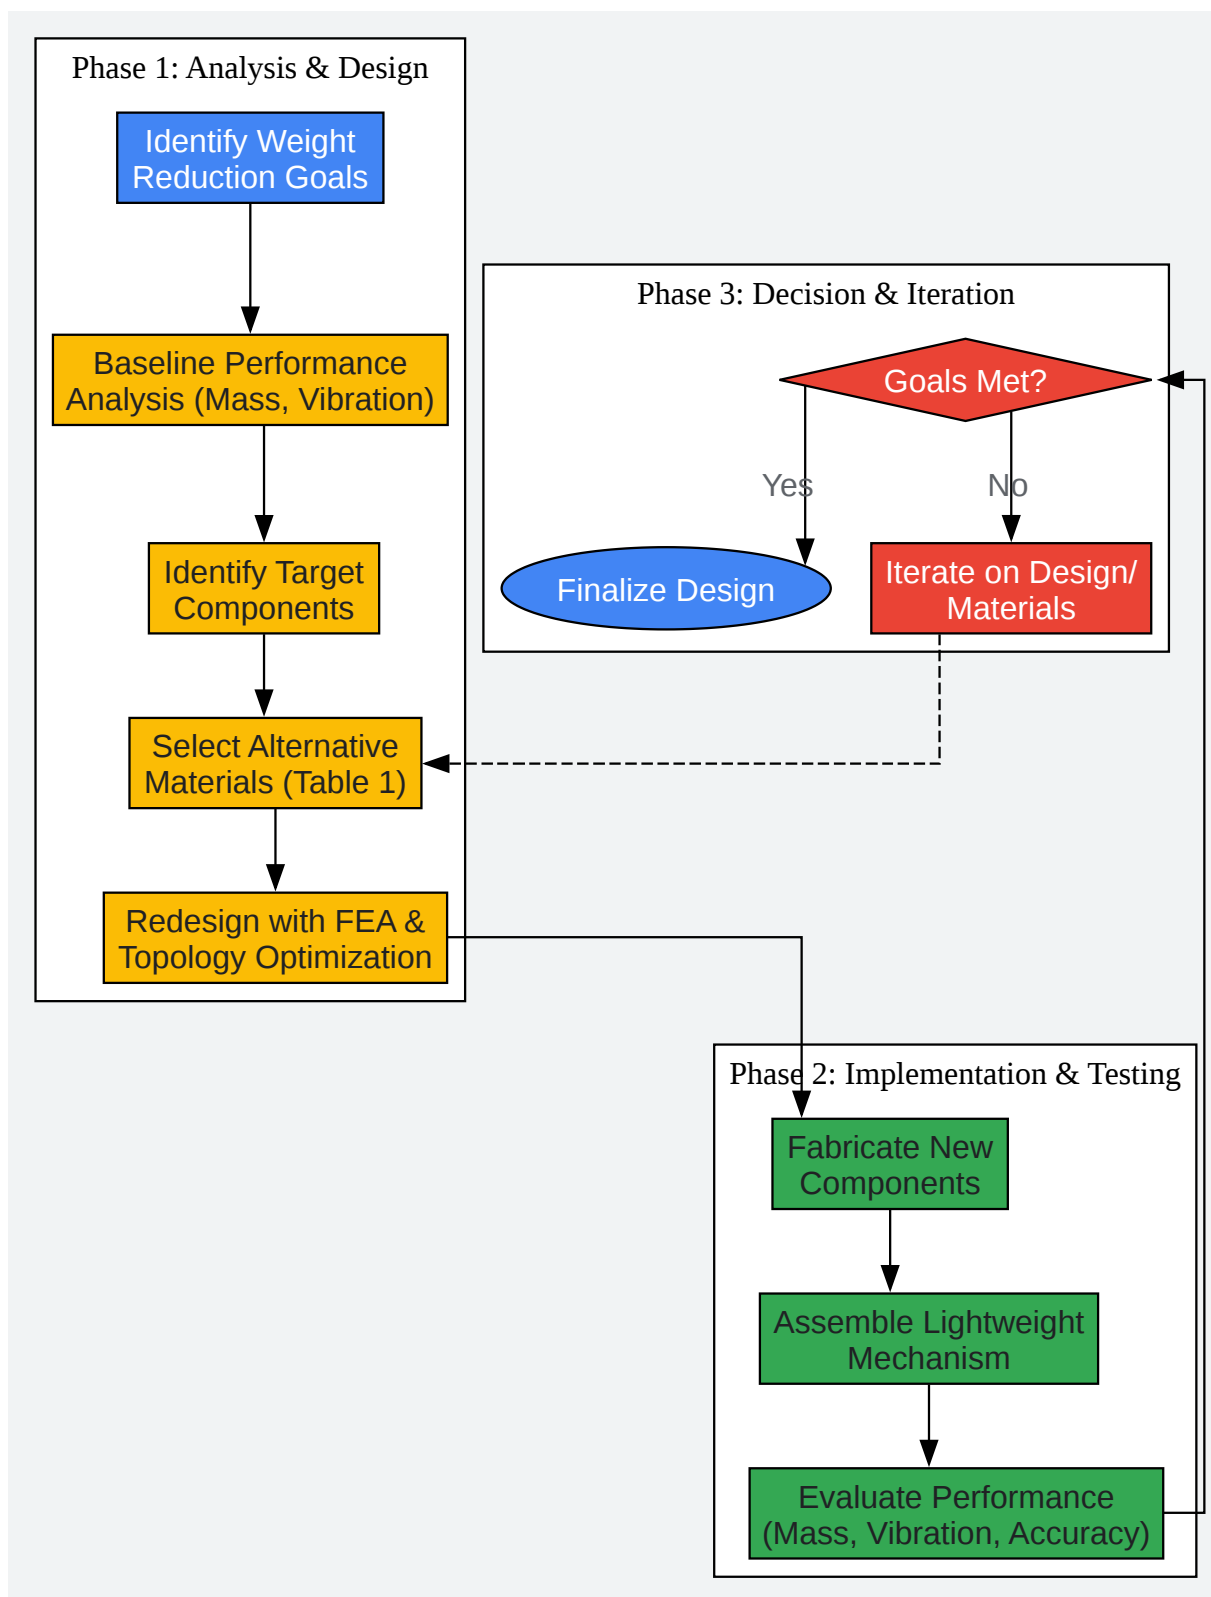 Phase 1: Analysis & Design
Identify Weight
Reduction Goals
Baseline Performance
Analysis (Mass, Vibration)
Identify Target
Components
Select Alternative
Materials (Table 1)
Redesign with FEA &
Topology Optimization
Phase 3: Decision & Iteration
Goals Met?
Yes
No
Finalize Design
Iterate on Design/
Materials
Phase 2: Implementation & Testing
Fabricate New
Components
Assemble Lightweight
Mechanism
Evaluate Performance
(Mass, Vibration, Accuracy)